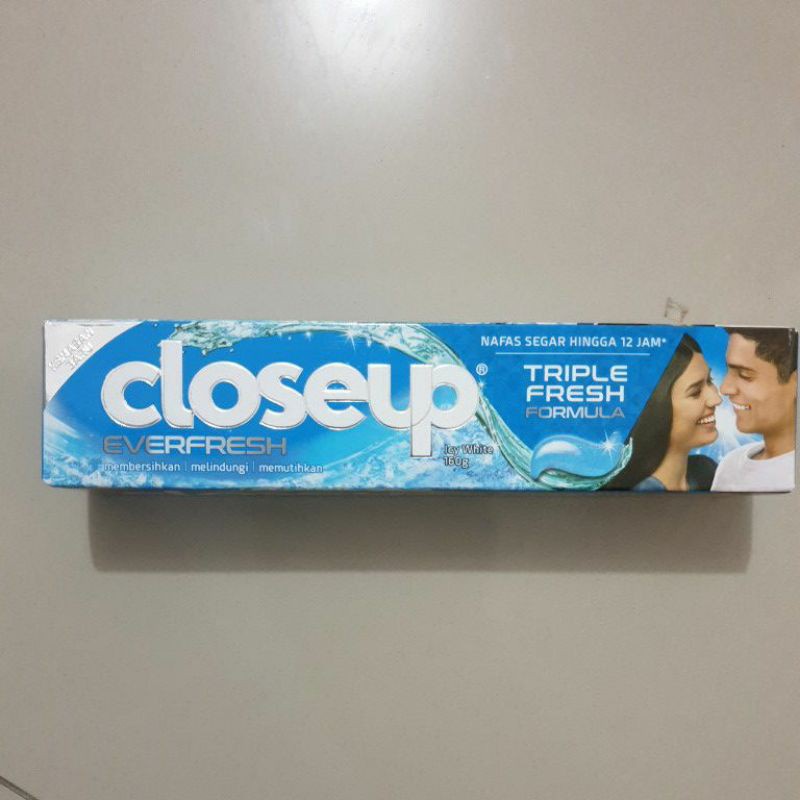 closeup®
EVERFRESH
membersihkan | melindungi | memutihkan
Icy White
160g
NAFAS SEGAR HINGGA 12 JAM*
TRIPLE
FRESH
FORMULA